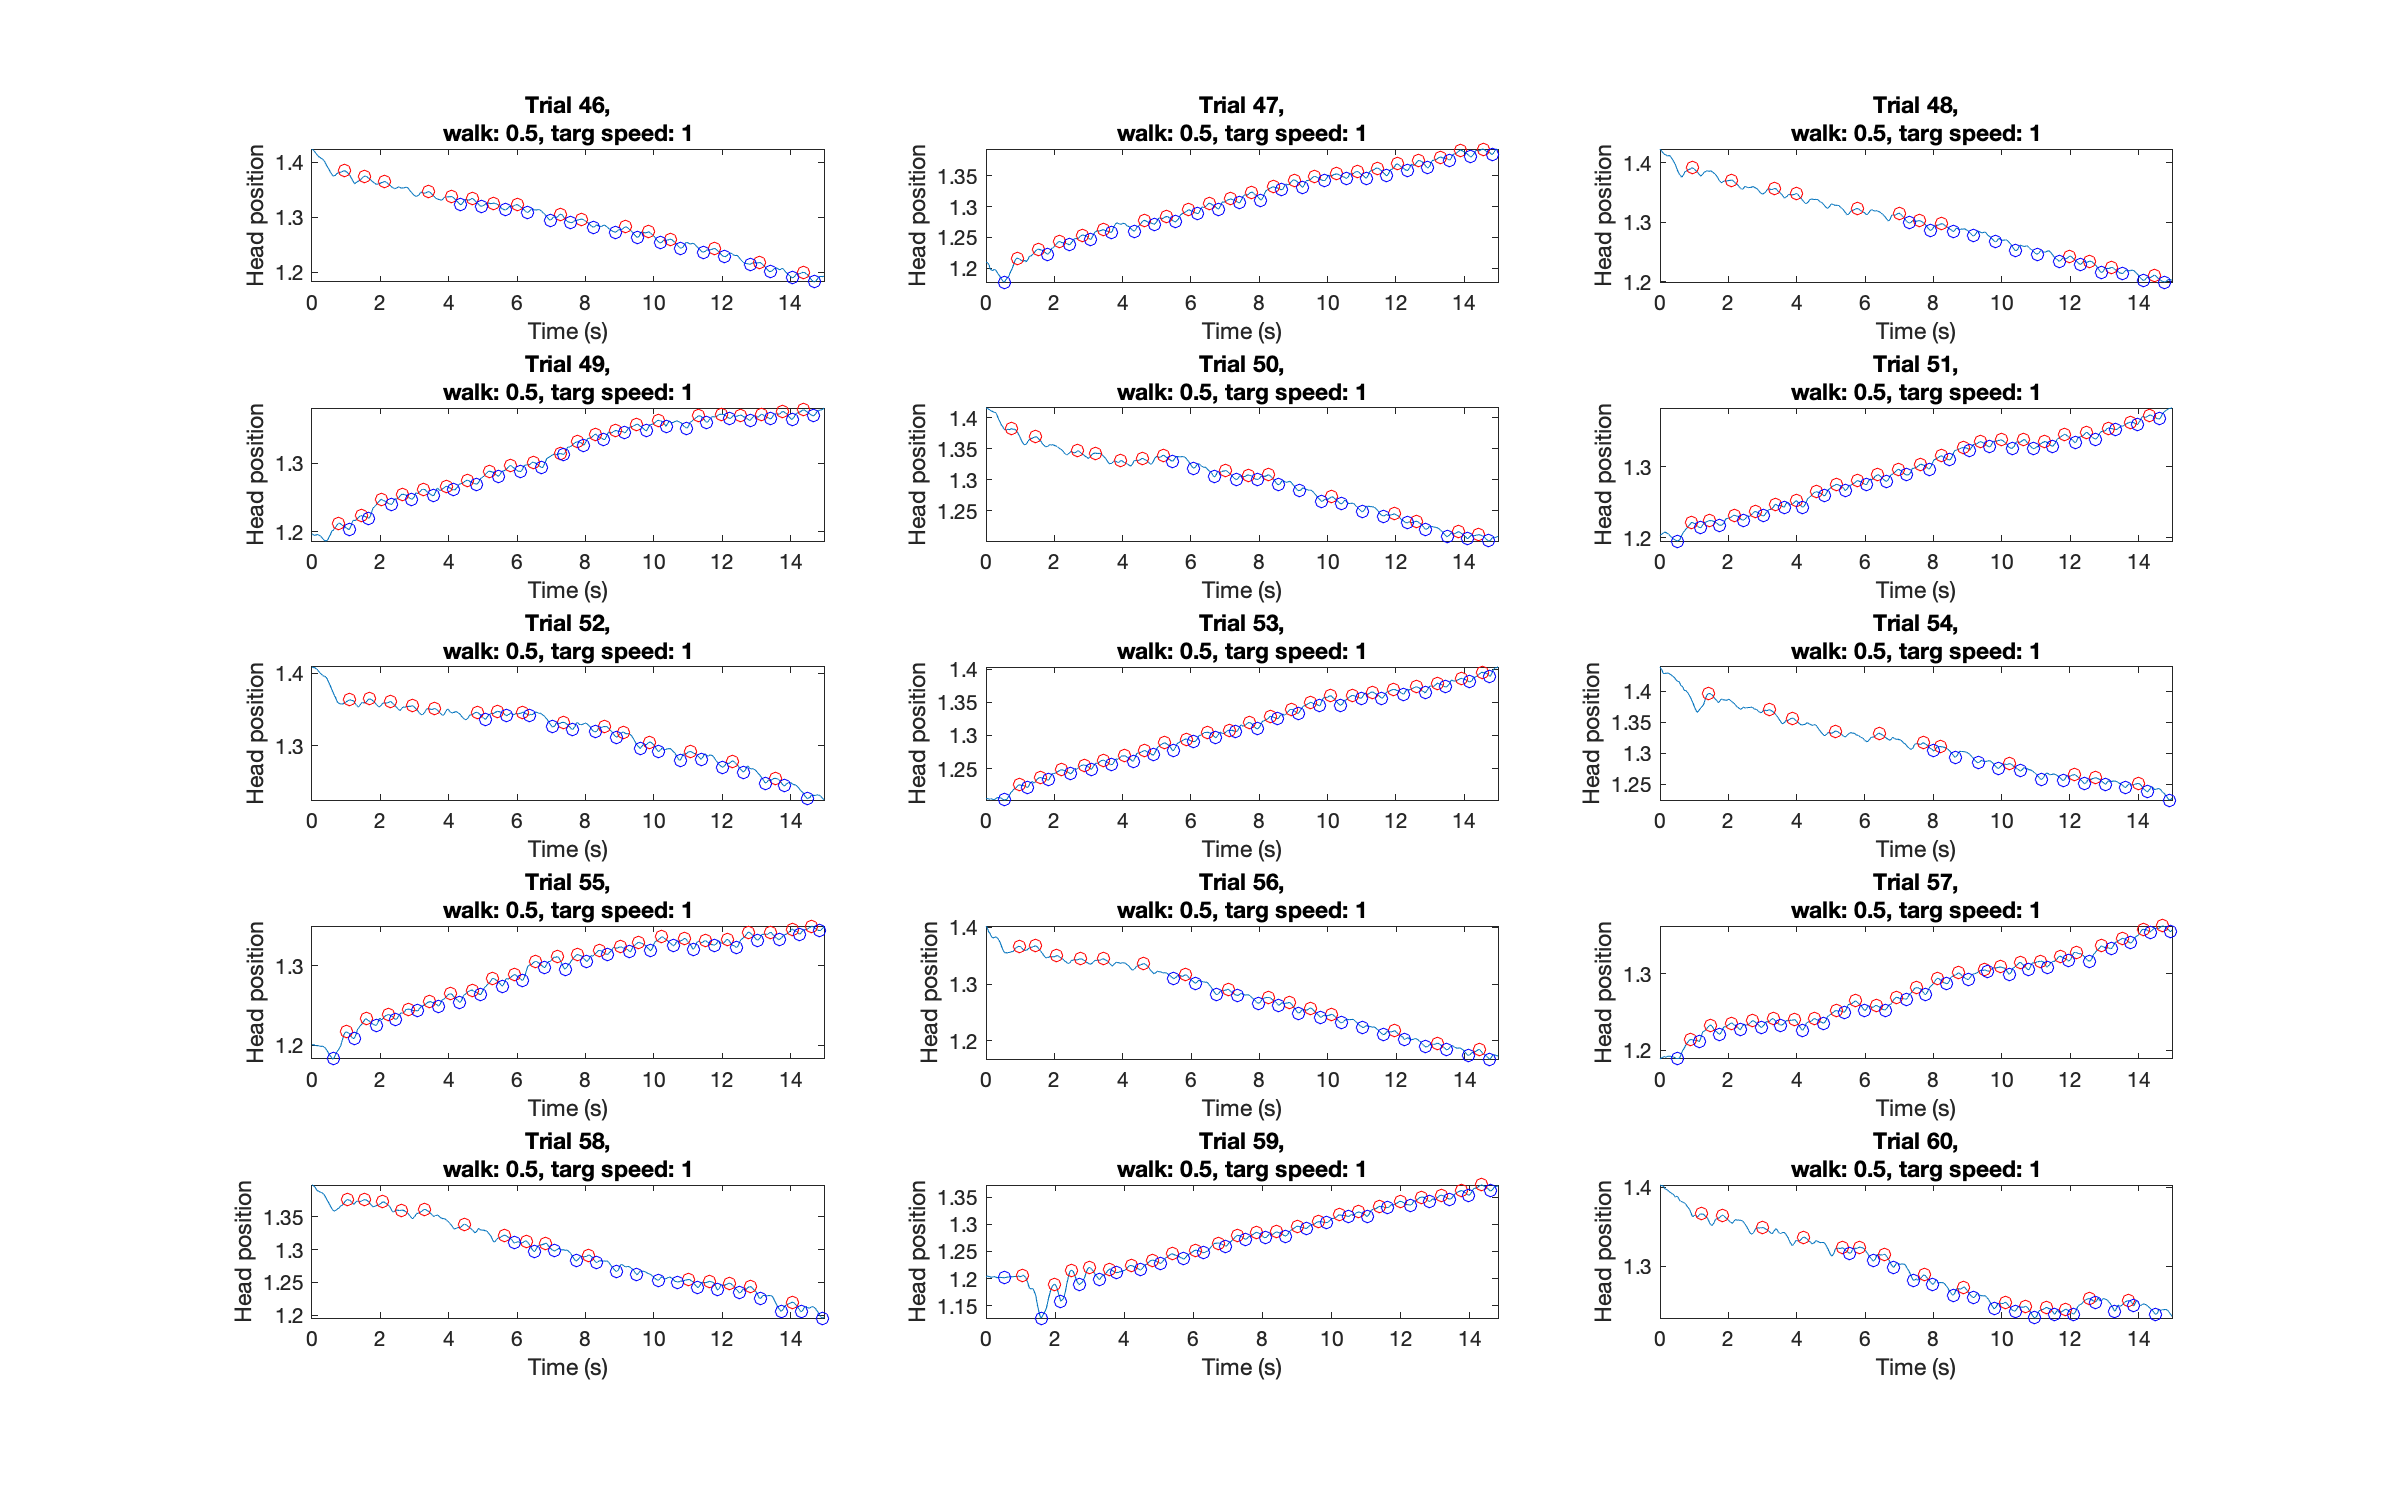 Trial 46,
walk: 0.5, targ speed: 1
Head position
1.4
1.3
1.2
0 2 4 6 8 10 12 14
Time (s)
Trial 47,
walk: 0.5, targ speed: 1
Head position
1.35
1.3
1.25
1.2
0 2 4 6 8 10 12 14
Time (s)
Trial 48,
walk: 0.5, targ speed: 1
Head position
1.4
1.3
1.2
0 2 4 6 8 10 12 14
Time (s)
Trial 49,
walk: 0.5, targ speed: 1
Head position
1.3
1.2
0 2 4 6 8 10 12 14
Time (s)
Trial 50,
walk: 0.5, targ speed: 1
Head position
1.4
1.35
1.3
1.25
0 2 4 6 8 10 12 14
Time (s)
Trial 51,
walk: 0.5, targ speed: 1
Head position
1.3
1.2
0 2 4 6 8 10 12 14
Time (s)
Trial 52,
walk: 0.5, targ speed: 1
Head position
1.4
1.3
0 2 4 6 8 10 12 14
Time (s)
Trial 53,
walk: 0.5, targ speed: 1
Head position
1.4
1.35
1.3
1.25
0 2 4 6 8 10 12 14
Time (s)
Trial 54,
walk: 0.5, targ speed: 1
Head position
1.4
1.35
1.3
1.25
0 2 4 6 8 10 12 14
Time (s)
Trial 55,
walk: 0.5, targ speed: 1
Head position
1.3
1.2
0 2 4 6 8 10 12 14
Time (s)
Trial 56,
walk: 0.5, targ speed: 1
Head position
1.4
1.3
1.2
0 2 4 6 8 10 12 14
Time (s)
Trial 57,
walk: 0.5, targ speed: 1
Head position
1.3
1.2
0 2 4 6 8 10 12 14
Time (s)
Trial 58,
walk: 0.5, targ speed: 1
Head position
1.35
1.3
1.25
1.2
0 2 4 6 8 10 12 14
Time (s)
Trial 59,
walk: 0.5, targ speed: 1
Head position
1.35
1.3
1.25
1.2
1.15
0 2 4 6 8 10 12 14
Time (s)
Trial 60,
walk: 0.5, targ speed: 1
Head position
1.4
1.3
0 2 4 6 8 10 12 14
Time (s)